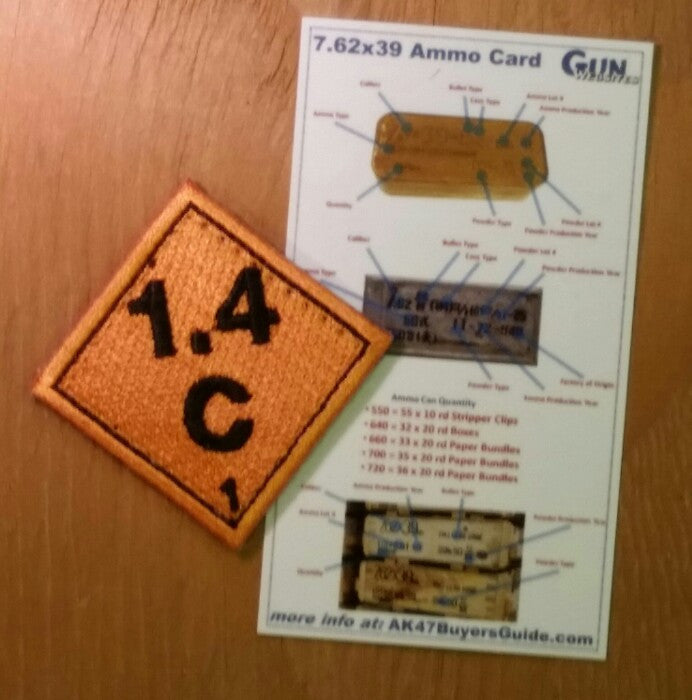 7.62x39 Ammo Card
GUN
WEBSITES
Caliber
Bullet Type
Case Type
Ammo Lot #
Ammo Production Year
Ammo Type
Quantity
Powder Type
Powder Lot #
Powder Production Year
Caliber
Bullet Type
Case Type
Powder Lot #
Powder Production Year
Powder Type
Factory of Origin
Ammo Production Year
Ammo Can Quantity
• 550 = 55 x 10 rd Stripper Clips
• 640 = 32 x 20 rd Boxes
• 660 = 33 x 20 rd Paper Bundles
• 700 = 35 x 20 rd Paper Bundles
• 720 = 36 x 20 rd Paper Bundles
Ammo Production Year
Bullet Type
Ammo Lot #
Powder Production Year
Quantity
Powder Type
more info at: AK47BuyersGuide.com
1.4
C
1